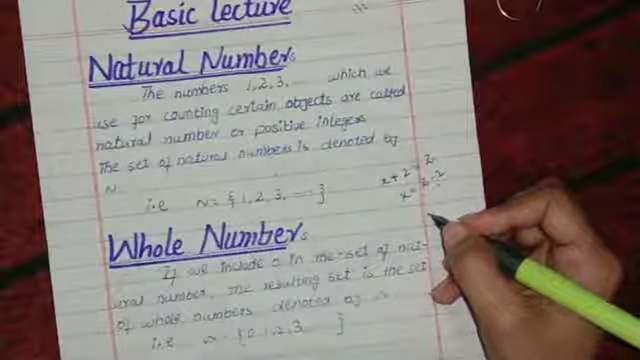 Basic lecture
Natural Number
The numbers 1,2,3, ... which we
use for counting certain objects are called
natural number or positive integers
The set of natural numbers is denoted by
N
i.e N = {1,2,3, ...}
x + 2 = 2
x = 2-2
Whole Number
If we include 0 in the set of nat-
ural number, The resulting set is the set
of whole numbers denoted by
i.e = {0,1,2,3 }